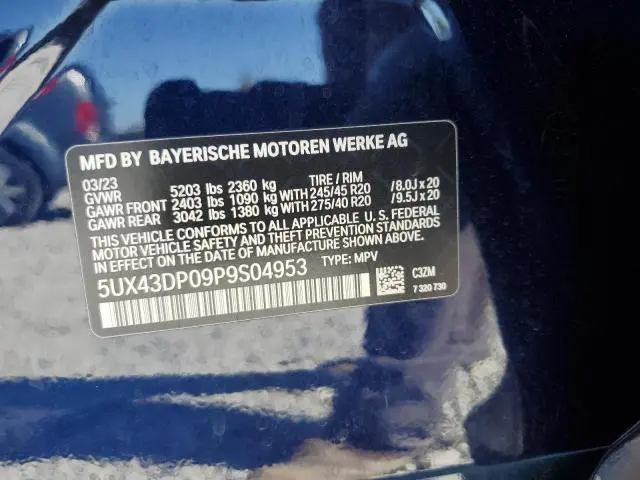 MFD BY BAYERISCHE MOTOREN WERKE AG
03/23 TIRE / RIM
GVWR 5203 lbs 2360 kg
GAWR FRONT 2403 lbs 1090 kg WITH 245/45 R20 /8.0J x 20
GAWR REAR 3042 lbs 1380 kg WITH 275/40 R20 /9.5J x 20
THIS VEHICLE CONFORMS TO ALL APPLICABLE U. S. FEDERAL
MOTOR VEHICLE SAFETY AND THEFT PREVENTION STANDARDS
IN EFFECT ON THE DATE OF MANUFACTURE SHOWN ABOVE.
5UX43DP09P9S04953 TYPE: MPV
C3ZM
7 320 730